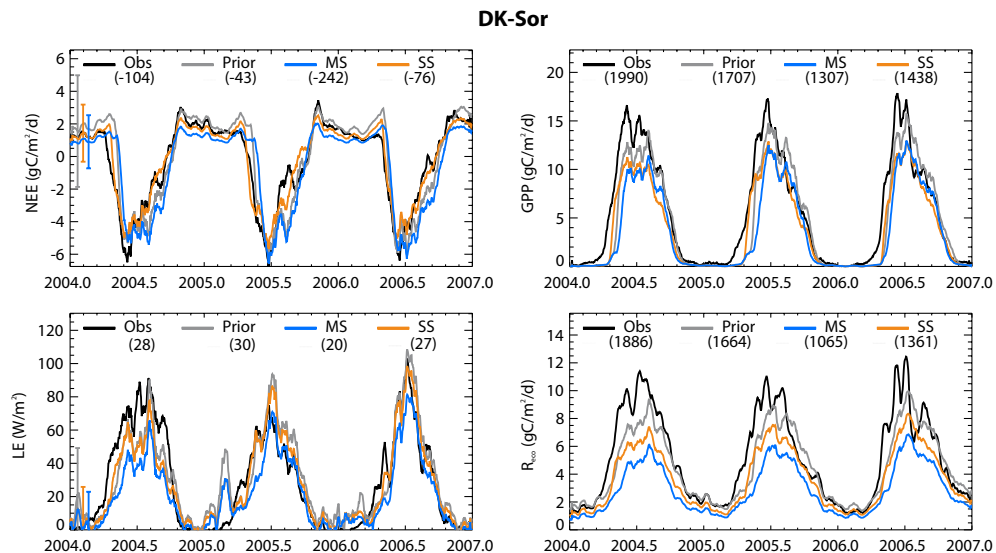 DK-Sor
Obs Prior MS SS
(-104) (-43) (-242) (-76)
NEE (gC/m²/d)
6
4
2
0
-2
-4
-6
2004.0 2004.5 2005.0 2005.5 2006.0 2006.5 2007.0
Obs Prior MS SS
(1990) (1707) (1307) (1438)
GPP (gC/m²/d)
20
15
10
5
0
2004.0 2004.5 2005.0 2005.5 2006.0 2006.5 2007.0
Obs Prior MS SS
(28) (30) (20) (27)
LE (W/m²)
120
100
80
60
40
20
0
2004.0 2004.5 2005.0 2005.5 2006.0 2006.5 2007.0
Obs Prior MS SS
(1886) (1664) (1065) (1361)
Reco (gC/m²/d)
16
14
12
10
8
6
4
2
0
2004.0 2004.5 2005.0 2005.5 2006.0 2006.5 2007.0